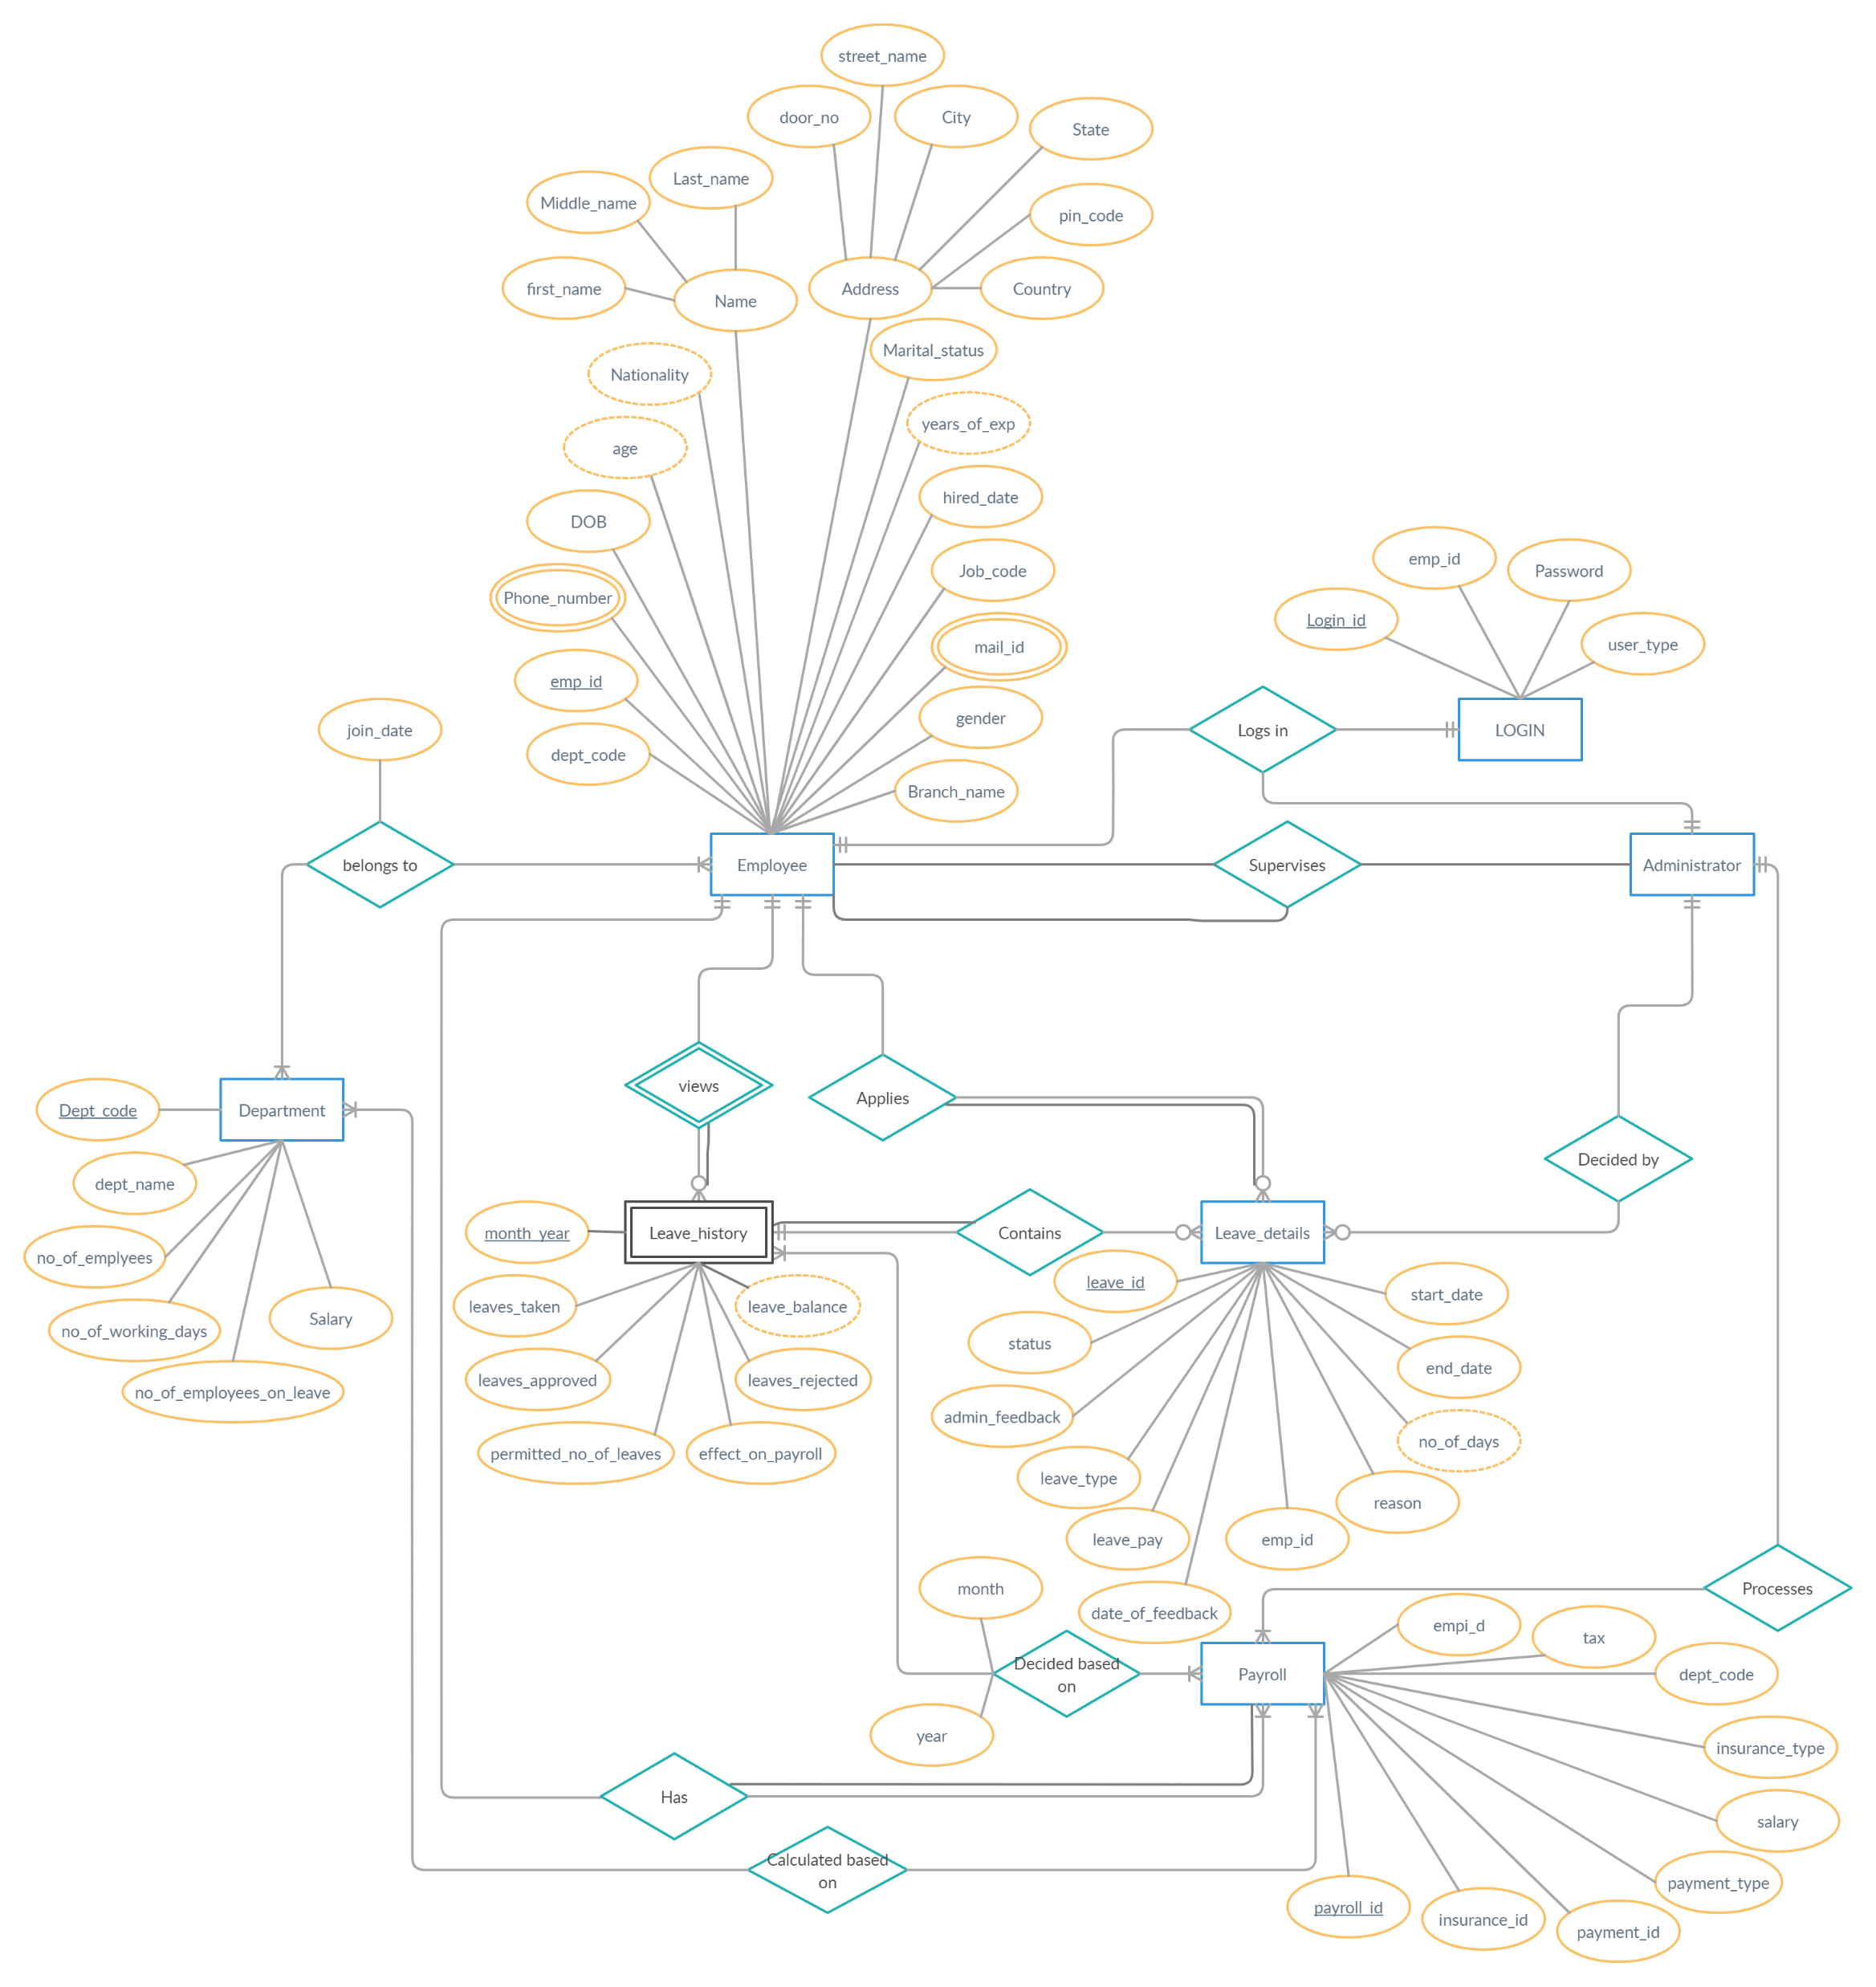 street_name
door_no
City
State
Last_name
Middle_name
pin_code
first_name
Name
Address
Country
Marital_status
Nationality
years_of_exp
age
hired_date
DOB
Job_code
Phone_number
mail_id
emp_id
gender
dept_code
Branch_name
emp_id
Password
Login_id
user_type
join_date
Logs in
LOGIN
belongs to
Employee
Supervises
Administrator
views
Applies
Dept_code
Department
Decided by
dept_name
month_year
Leave_history
Contains
Leave_details
no_of_emplyees
no_of_working_days
Salary
no_of_employees_on_leave
leaves_taken
leave_balance
leaves_approved
leaves_rejected
permitted_no_of_leaves
effect_on_payroll
leave_id
start_date
status
end_date
admin_feedback
no_of_days
leave_type
reason
leave_pay
emp_id
date_of_feedback
month
Processes
Decided based
on
year
Payroll
empi_d
tax
dept_code
insurance_type
salary
payment_type
payroll_id
insurance_id
payment_id
Has
Calculated based
on